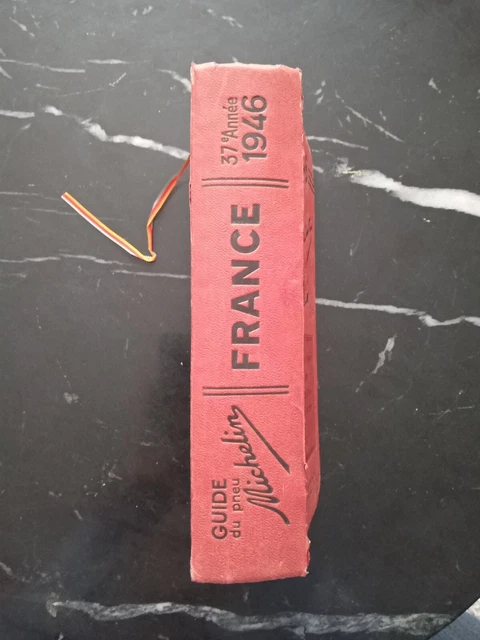 GUIDE
du pneu
Michelin
FRANCE
37e Année
1946